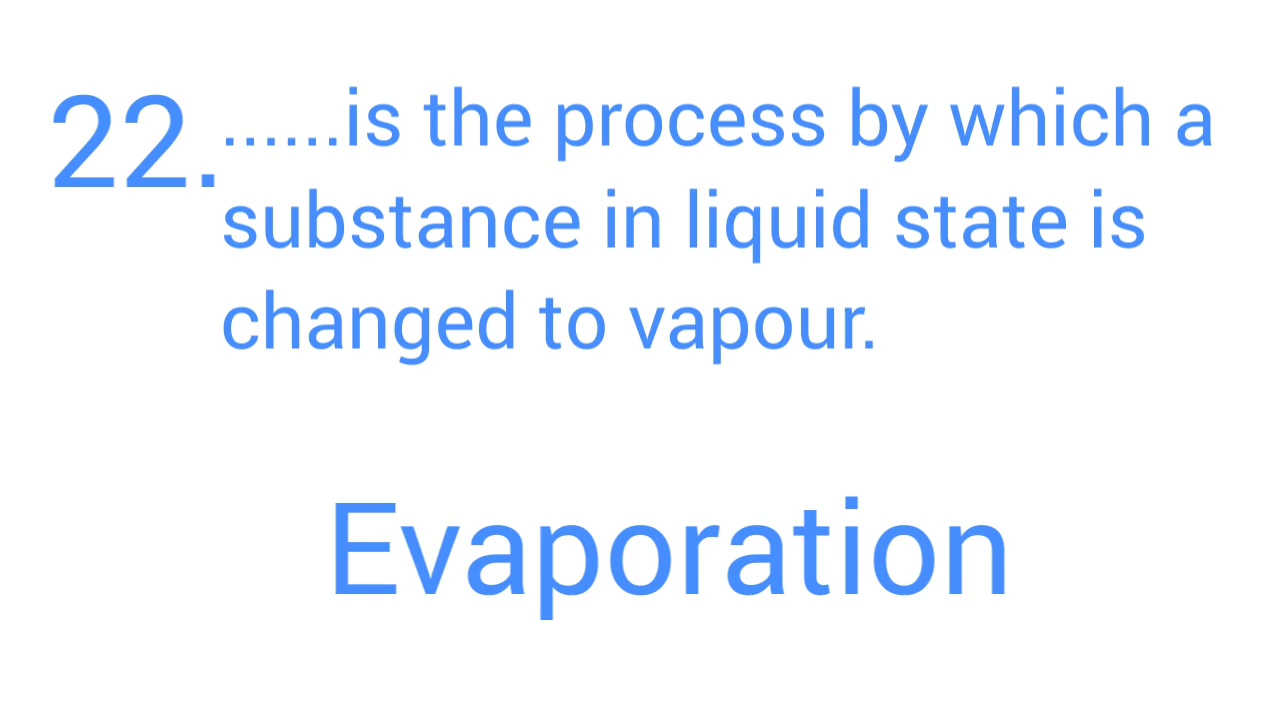 22. ......is the process by which a
substance in liquid state is
changed to vapour.
Evaporation